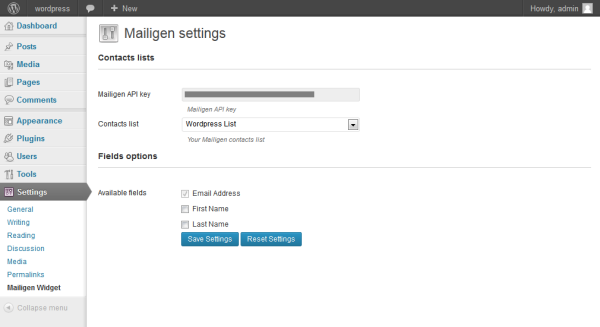 wordpress
+ New
Howdy, admin
Dashboard
Posts
Media
Pages
Comments
Appearance
Plugins
Users
Tools
Settings
General
Writing
Reading
Discussion
Media
Permalinks
Mailigen Widget
Collapse menu
Mailigen settings
Contacts lists
Mailigen API key
Mailigen API key
Contacts list
Wordpress List
Your Mailigen contacts list
Fields options
Available fields
Email Address
First Name
Last Name
Save Settings
Reset Settings